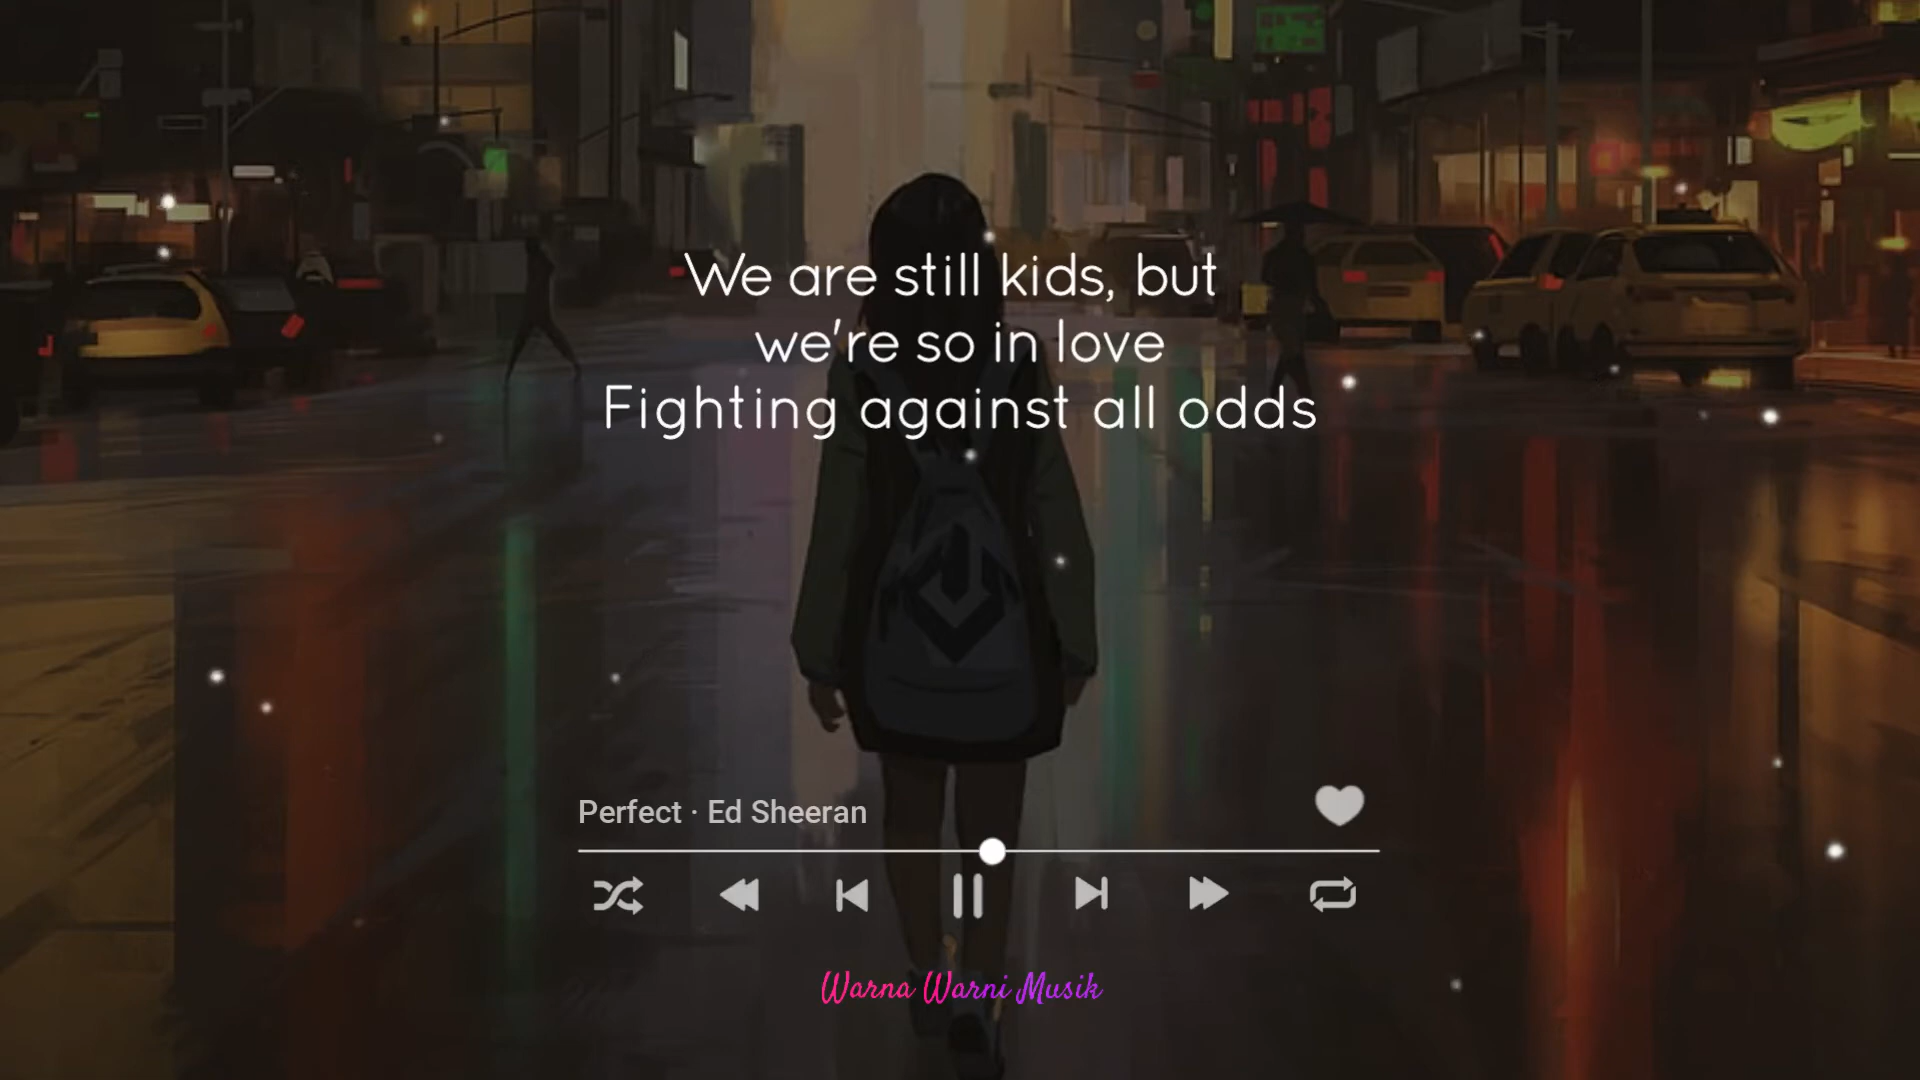 We are still kids, but
we're so in love
Fighting against all odds
Perfect · Ed Sheeran
Warna Warni Musik